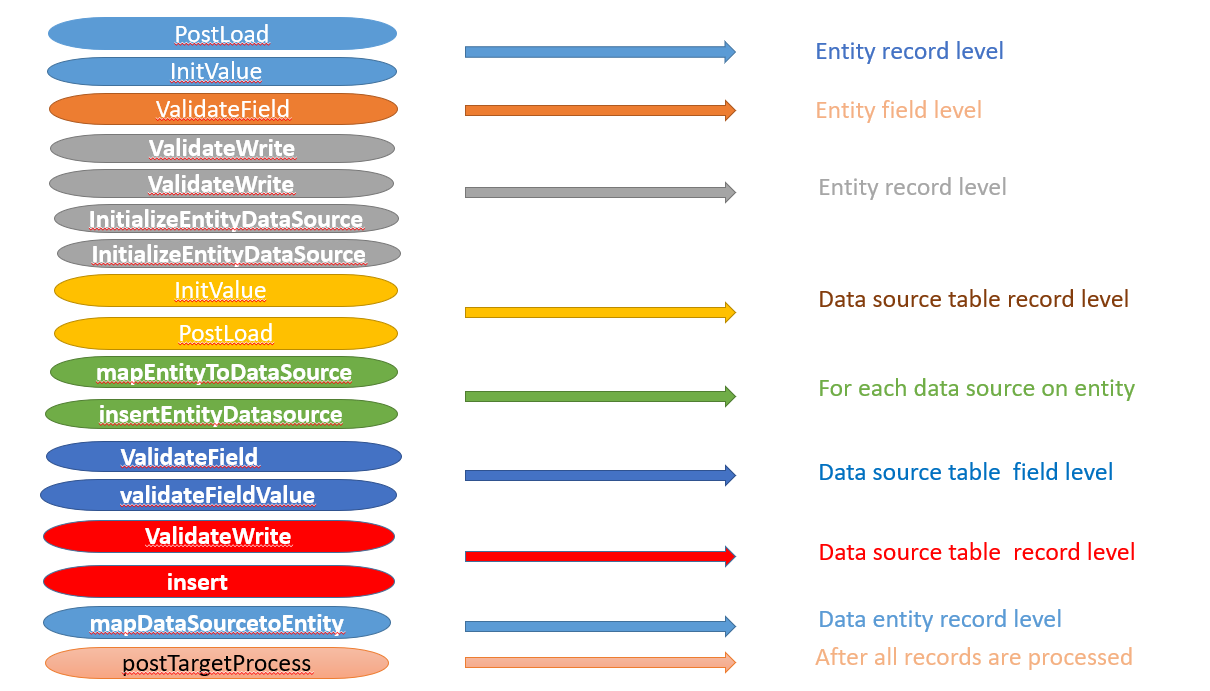 PostLoad
InitValue
Entity record level
ValidateField
Entity field level
ValidateWrite
ValidateWrite
Entity record level
InitializeEntityDataSource
InitializeEntityDataSource
InitValue
Data source table record level
PostLoad
mapEntityToDataSource
For each data source on entity
insertEntityDatasource
ValidateField
Data source table  field level
validateFieldValue
ValidateWrite
Data source table  record level
insert
mapDataSourcetoEntity
Data entity record level
postTargetProcess
After all records are processed